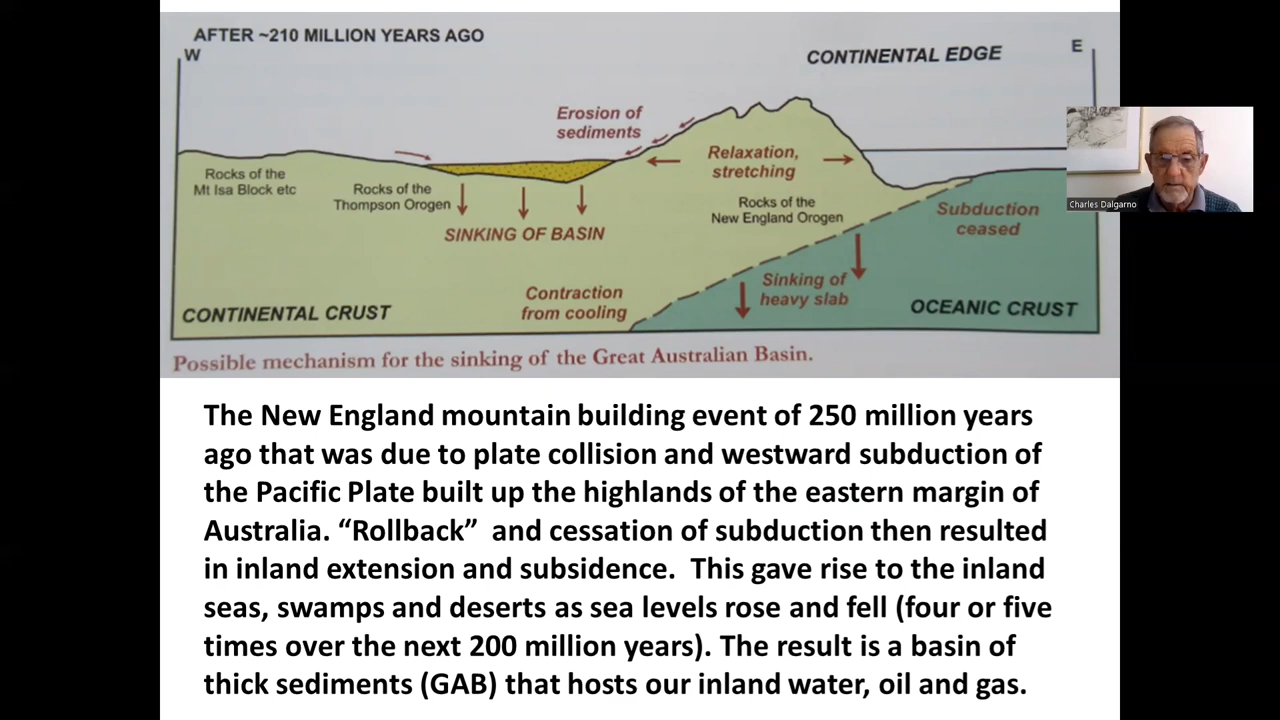 AFTER ~210 MILLION YEARS AGO
W
CONTINENTAL EDGE
E
Erosion of
sediments
Relaxation,
stretching
Rocks of the
Mt Isa Block etc
Rocks of the
Thompson Orogen
Rocks of the
New England Orogen
Subduction
ceased
SINKING OF BASIN
Contraction
from cooling
Sinking of
heavy slab
CONTINENTAL CRUST
OCEANIC CRUST
Possible mechanism for the sinking of the Great Australian Basin.
Charles Dalgarno
The New England mountain building event of 250 million years
ago that was due to plate collision and westward subduction of
the Pacific Plate built up the highlands of the eastern margin of
Australia. “Rollback”  and cessation of subduction then resulted
in inland extension and subsidence.  This gave rise to the inland
seas, swamps and deserts as sea levels rose and fell (four or five
times over the next 200 million years). The result is a basin of
thick sediments (GAB) that hosts our inland water, oil and gas.